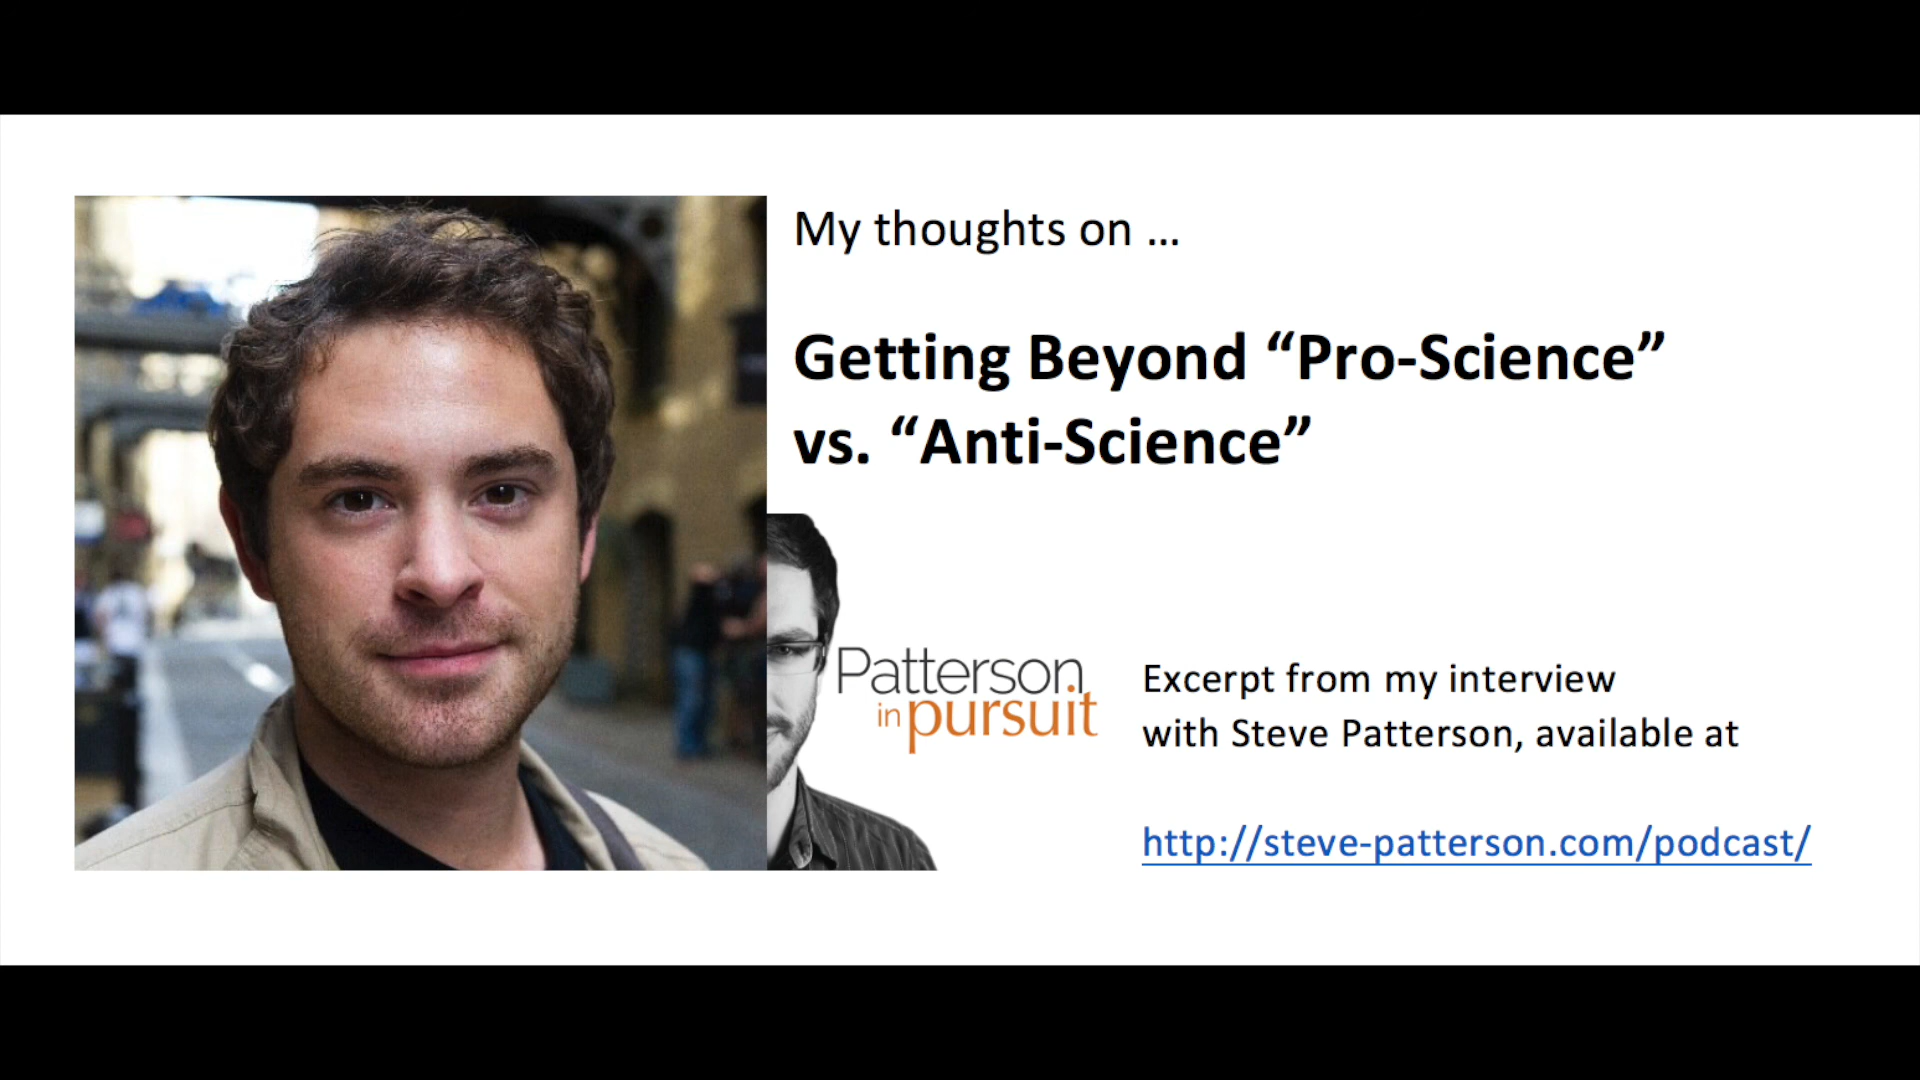 My thoughts on ...
Getting Beyond “Pro-Science”
vs. “Anti-Science”
Patterson
in pursuit
Excerpt from my interview
with Steve Patterson, available at
http://steve-patterson.com/podcast/